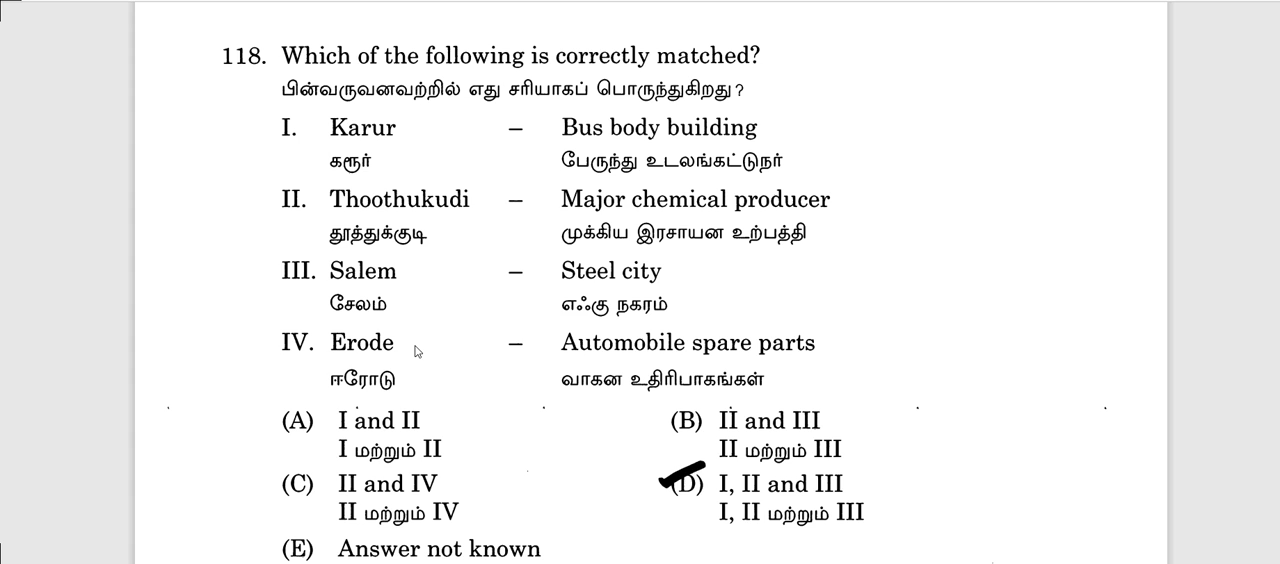 118. Which of the following is correctly matched?
பின்வருவனவற்றில் எது சரியாகப் பொருந்துகிறது?
I. Karur – Bus body building
கரூர் பேருந்து உடலங்கட்டுநர்
II. Thoothukudi – Major chemical producer
தூத்துக்குடி முக்கிய இரசாயன உற்பத்தி
III. Salem – Steel city
சேலம் எஃகு நகரம்
IV. Erode – Automobile spare parts
ஈரோடு வாகன உதிரிபாகங்கள்
(A) I and II (B) II and III
I மற்றும் II II மற்றும் III
(C) II and IV (D) I, II and III
II மற்றும் IV I, II மற்றும் III
(E) Answer not known